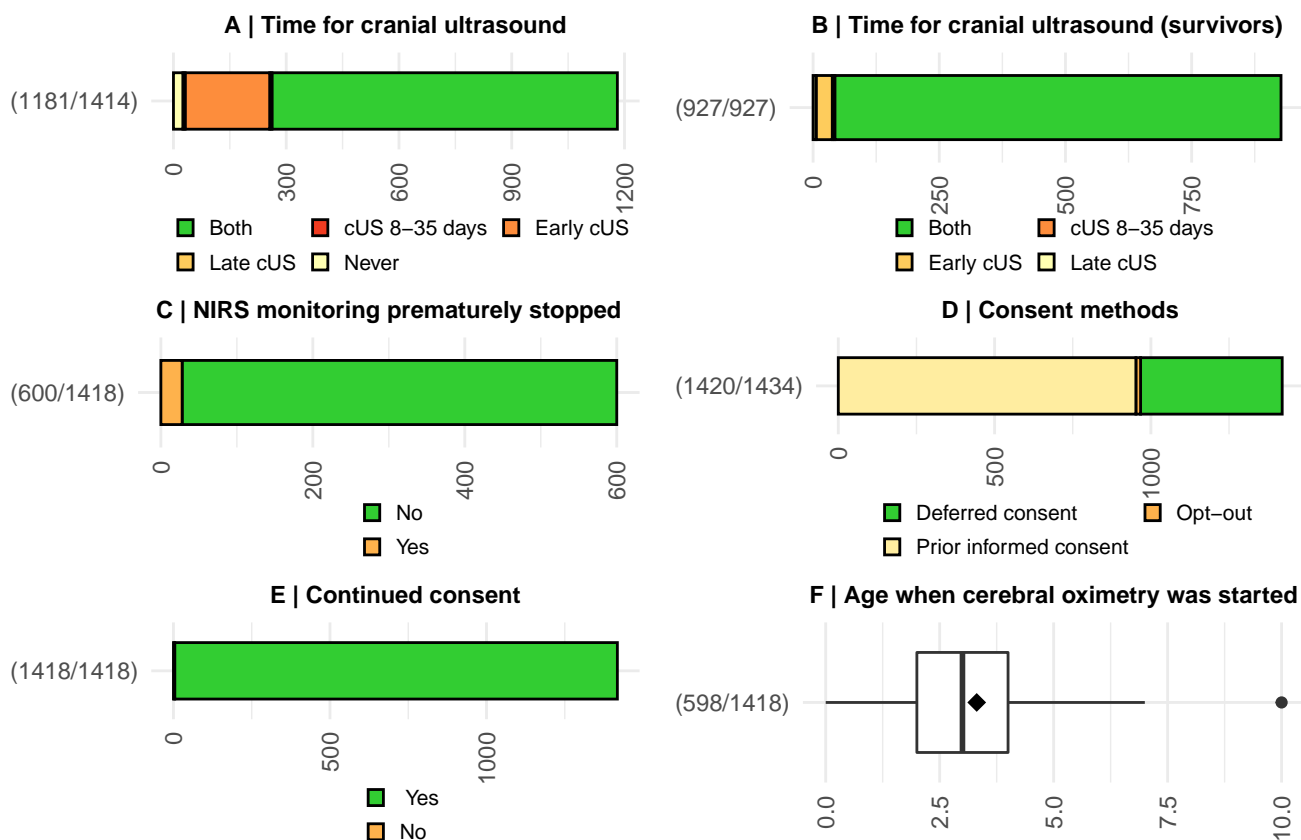 A | Time for cranial ultrasound
(1181/1414)
0 300 600 900 1200
Both cUS 8−35 days Early cUS
Late cUS Never
B | Time for cranial ultrasound (survivors)
(927/927)
0 250 500 750
Both cUS 8−35 days
Early cUS Late cUS
C | NIRS monitoring prematurely stopped
(600/1418)
0 200 400 600
No
Yes
D | Consent methods
(1420/1434)
0 500 1000
Deferred consent Opt−out
Prior informed consent
E | Continued consent
(1418/1418)
0 500 1000
Yes
No
F | Age when cerebral oximetry was started
(598/1418)
0.0 2.5 5.0 7.5 10.0